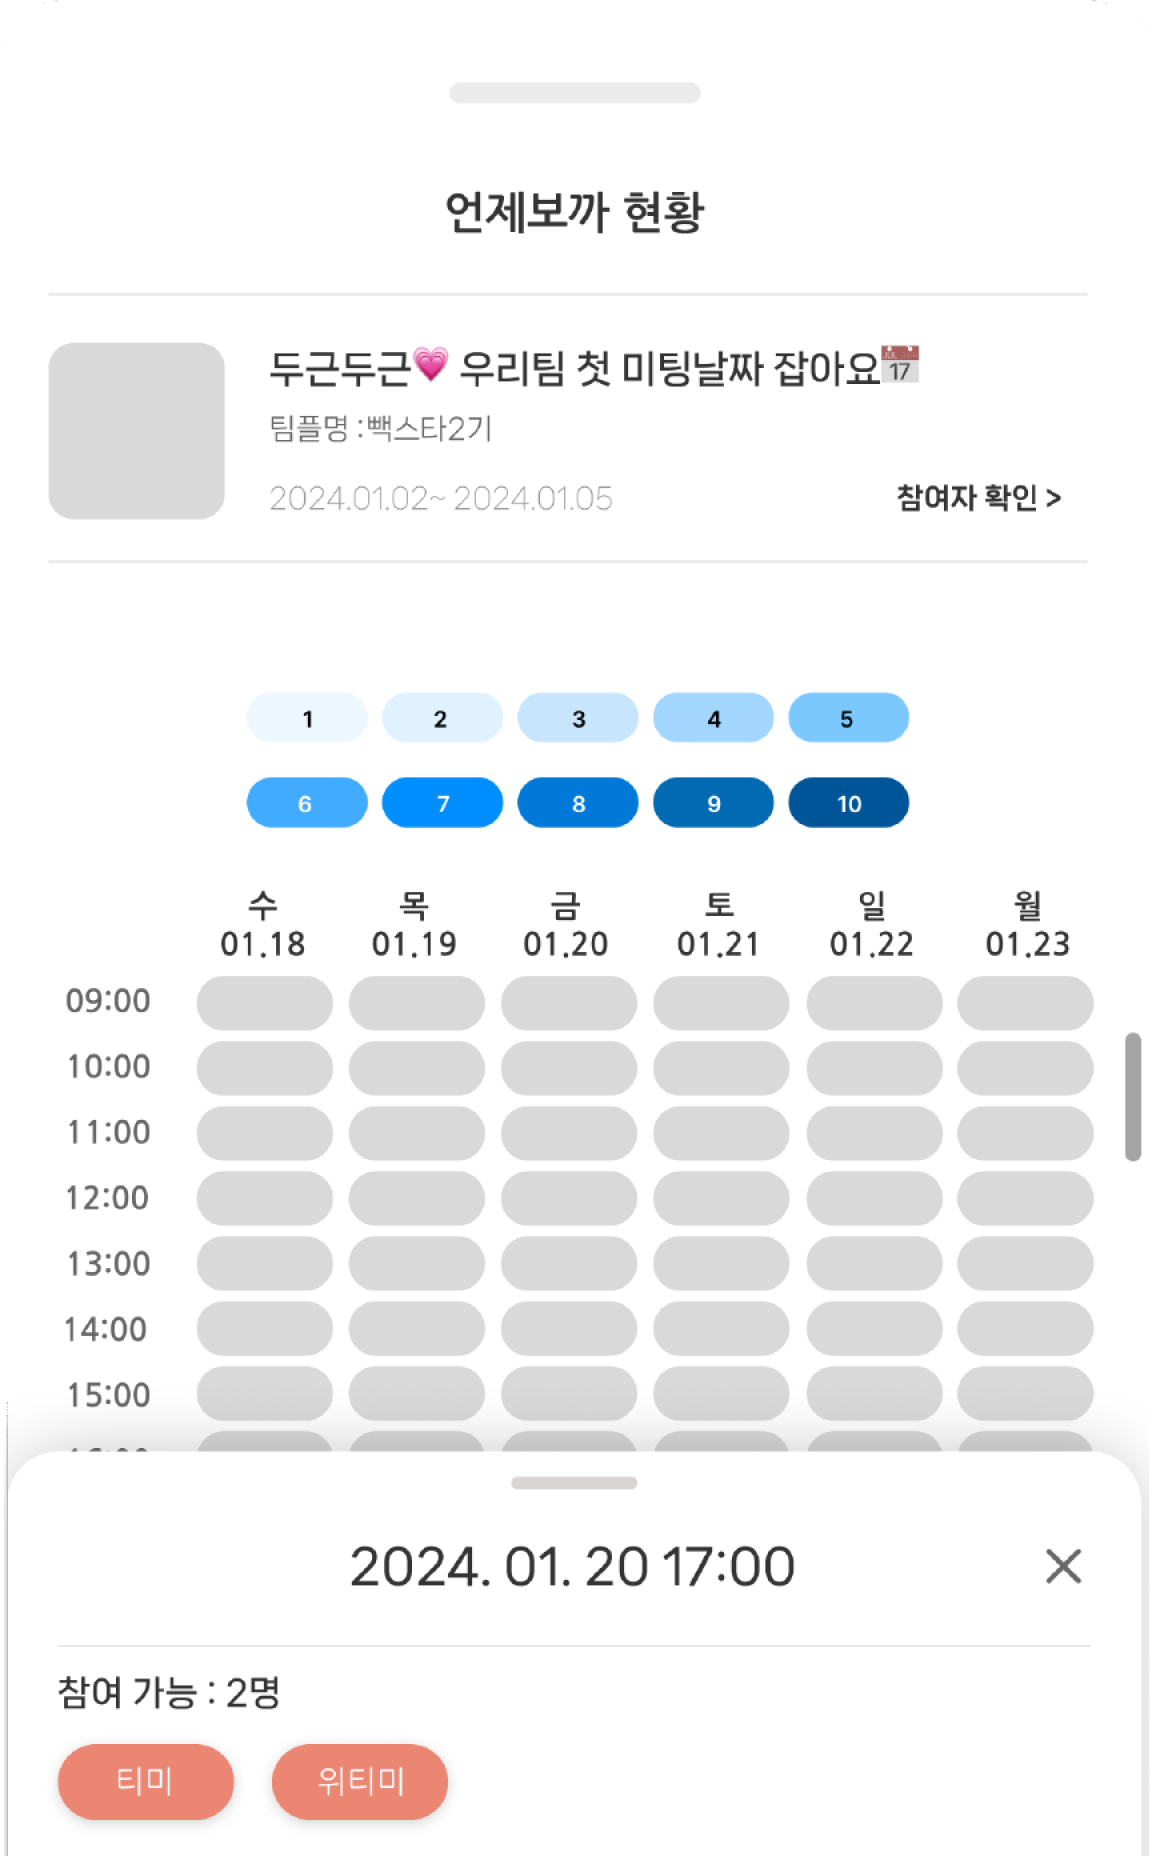 언제보까 현황
두근두근💗 우리팀 첫 미팅날짜 잡아요📅
JUL 17
팀플명 :빽스타2기
2024.01.02~ 2024.01.05
참여자 확인 >
1 2 3 4 5
6 7 8 9 10
수 목 금 토 일 월
01.18 01.19 01.20 01.21 01.22 01.23
09:00
10:00
11:00
12:00
13:00
14:00
15:00
2024. 01. 20 17:00
참여 가능 : 2명
티미 위티미